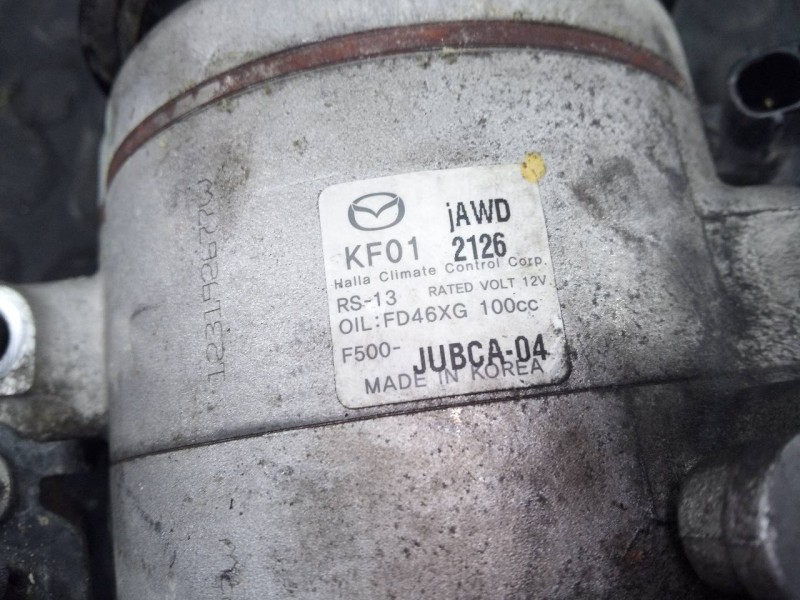 jAWD
KF01 2126
Halla Climate Control Corp.
RS-13 RATED VOLT 12V
OIL:FD46XG 100cc
F500- JUBCA-04
MADE IN KOREA